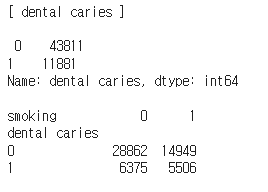 [ dental caries ]
0 43811
1 11881
Name: dental caries, dtype: int64
smoking 0 1
dental caries
0 28862 14949
1 6375 5506